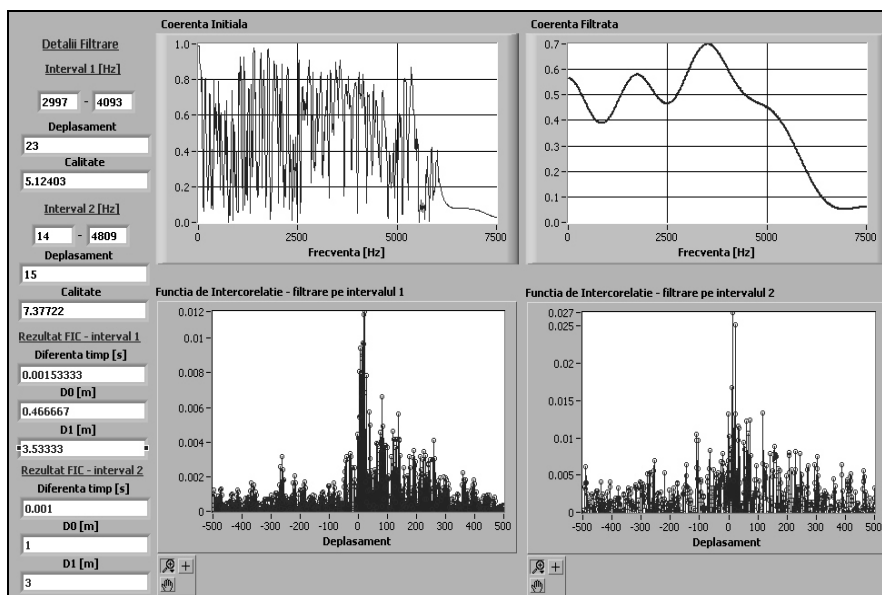 Detalii Filtrare
Interval 1 [Hz]
2997 - 4093
Deplasament
23
Calitate
5.12403
Interval 2 [Hz]
14 - 4809
Deplasament
15
Calitate
7.37722
Rezultat FIC - interval 1
Diferenta timp [s]
0.00153333
D0 [m]
0.466667
D1 [m]
3.53333
Rezultat FIC - interval 2
Diferenta timp [s]
0.001
D0 [m]
1
D1 [m]
3
Coerenta Initiala
1.0
0.8
0.6
0.4
0.2
0.0
0 2500 5000 7500
Frecventa [Hz]
Coerenta Filtrata
0.7
0.6
0.5
0.4
0.3
0.2
0.1
0.0
0 2500 5000 7500
Frecventa [Hz]
Functia de Intercorelatie - filtrare pe intervalul 1
0.012
0.010
0.008
0.006
0.004
0.002
0
-500 -400 -300 -200 -100 0 100 200 300 400 500
Deplasament
Functia de Intercorelatie - filtrare pe intervalul 2
0.027
0.025
0.02
0.015
0.010
0.005
0
-500 -400 -300 -200 -100 0 100 200 300 400 500
Deplasament